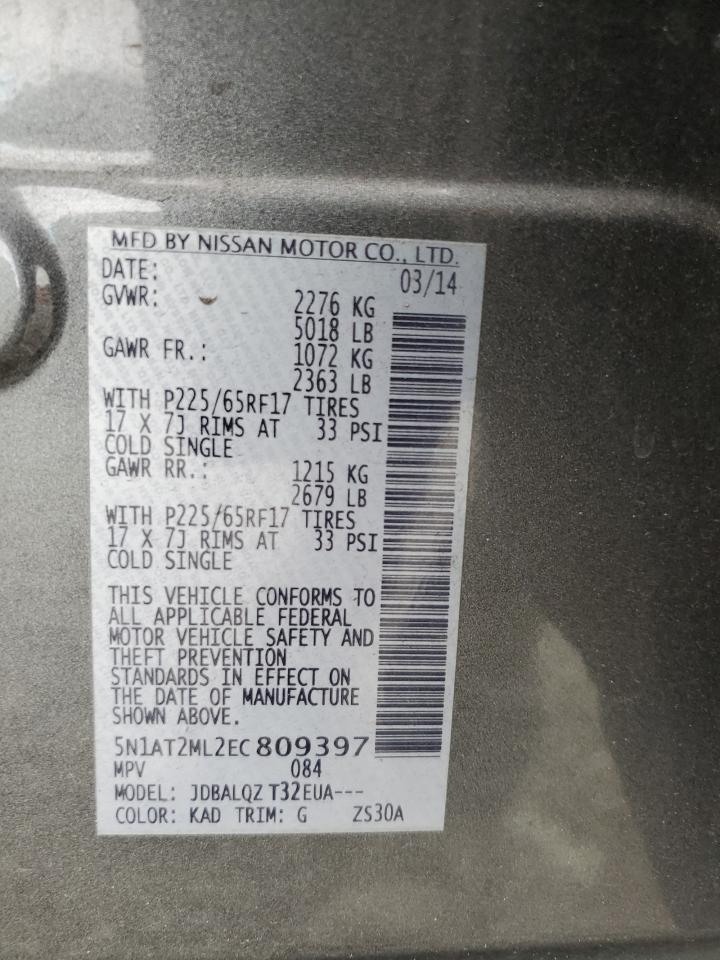 MFD BY NISSAN MOTOR CO., LTD.
DATE: 03/14
GVWR: 2276 KG
5018 LB
GAWR FR.: 1072 KG
2363 LB
WITH P225/65RF17 TIRES
17 X 7J RIMS AT 33 PSI
COLD SINGLE
GAWR RR.: 1215 KG
2679 LB
WITH P225/65RF17 TIRES
17 X 7J RIMS AT 33 PSI
COLD SINGLE
THIS VEHICLE CONFORMS TO
ALL APPLICABLE FEDERAL
MOTOR VEHICLE SAFETY AND
THEFT PREVENTION
STANDARDS IN EFFECT ON
THE DATE OF MANUFACTURE
SHOWN ABOVE.
5N1AT2ML2EC809397
MPV 084
MODEL: JDBALQZ T32EUA---
COLOR: KAD TRIM: G ZS30A